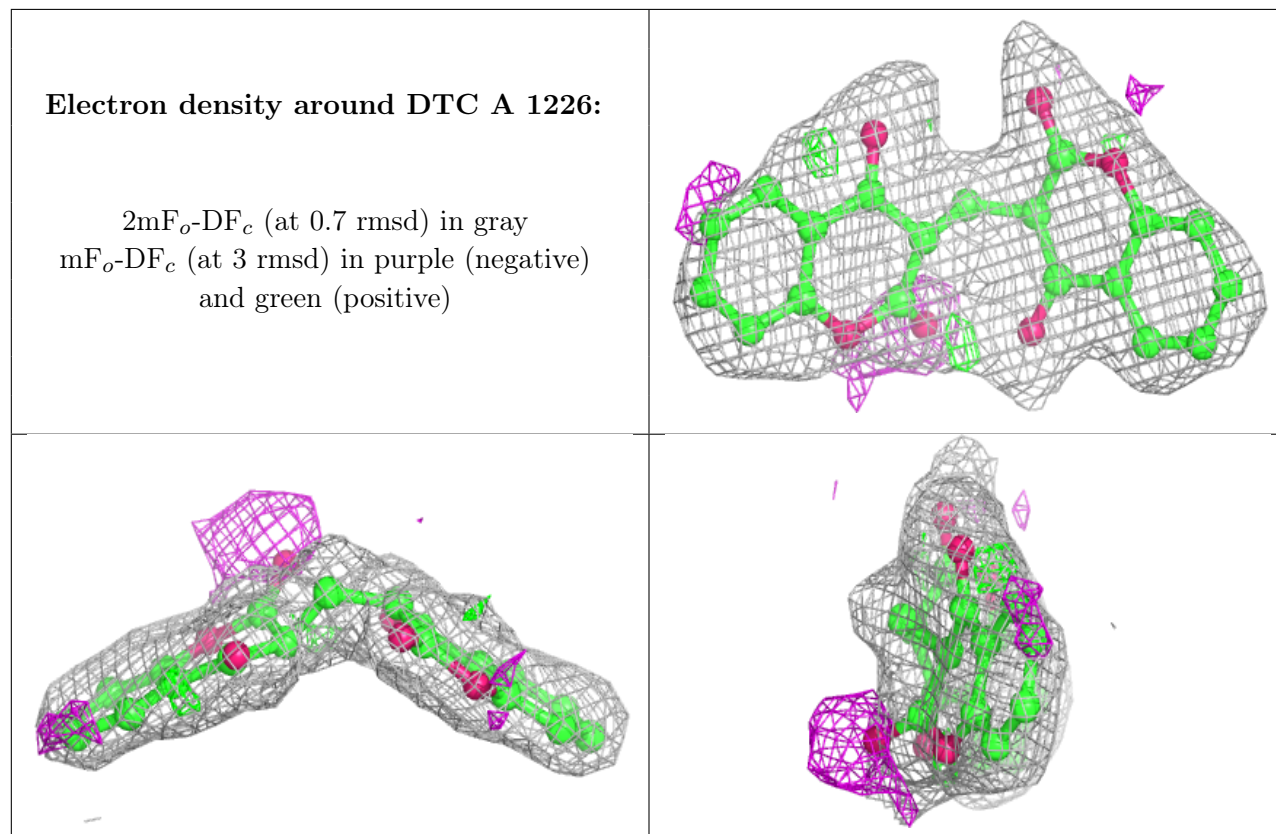 Electron density around DTC A 1226:
2mFo-DFc (at 0.7 rmsd) in gray
mFo-DFc (at 3 rmsd) in purple (negative)
and green (positive)